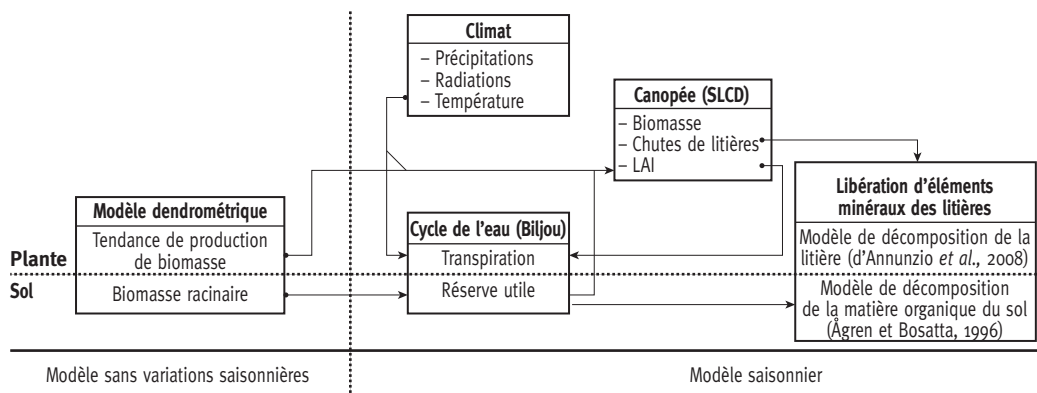 Climat
– Précipitations
– Radiations
– Température
Canopée (SLCD)
– Biomasse
– Chutes de litières
– LAI
Modèle dendrométrique
Tendance de production
de biomasse
Biomasse racinaire
Cycle de l'eau (Biljou)
Transpiration
Réserve utile
Libération d'éléments
minéraux des litières
Modèle de décomposition de la
litière (d'Annunzio et al., 2008)
Modèle de décomposition
de la matière organique du sol
(Ågren et Bosatta, 1996)
Plante
Sol
Modèle sans variations saisonnières
Modèle saisonnier